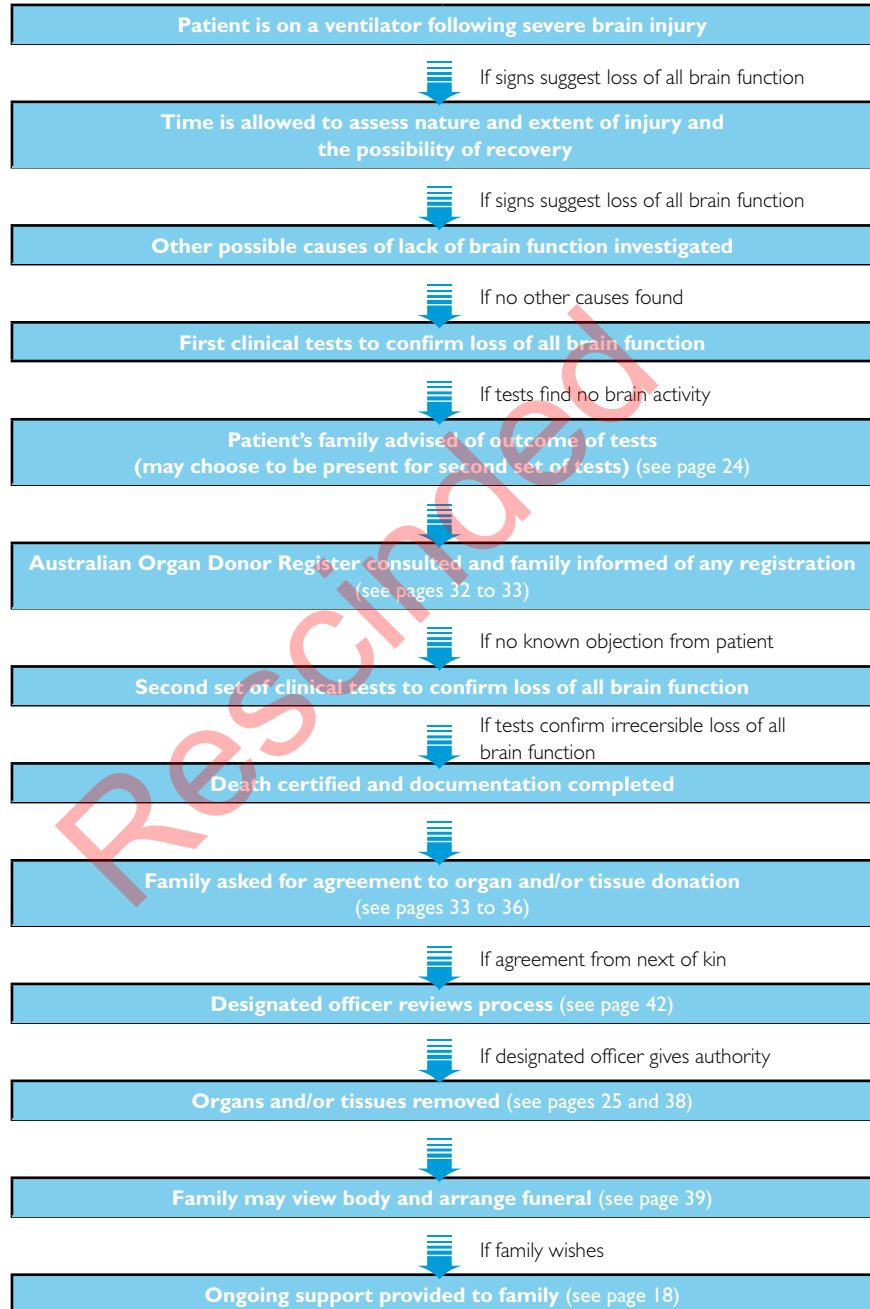 Patient is on a ventilator following severe brain injury
If signs suggest loss of all brain function
Time is allowed to assess nature and extent of injury and
the possibility of recovery
If signs suggest loss of all brain function
Other possible causes of lack of brain function investigated
If no other causes found
First clinical tests to confirm loss of all brain function
If tests find no brain activity
Patient's family advised of outcome of tests
(may choose to be present for second set of tests) (see page 24)
Australian Organ Donor Register consulted and family informed of any registration
(see pages 32 to 33)
If no known objection from patient
Second set of clinical tests to confirm loss of all brain function
If tests confirm irrecersible loss of all
brain function
Death certified and documentation completed
Family asked for agreement to organ and/or tissue donation
(see pages 33 to 36)
If agreement from next of kin
Designated officer reviews process (see page 42)
If designated officer gives authority
Organs and/or tissues removed (see pages 25 and 38)
Family may view body and arrange funeral (see page 39)
If family wishes
Ongoing support provided to family (see page 18)
Rescinded